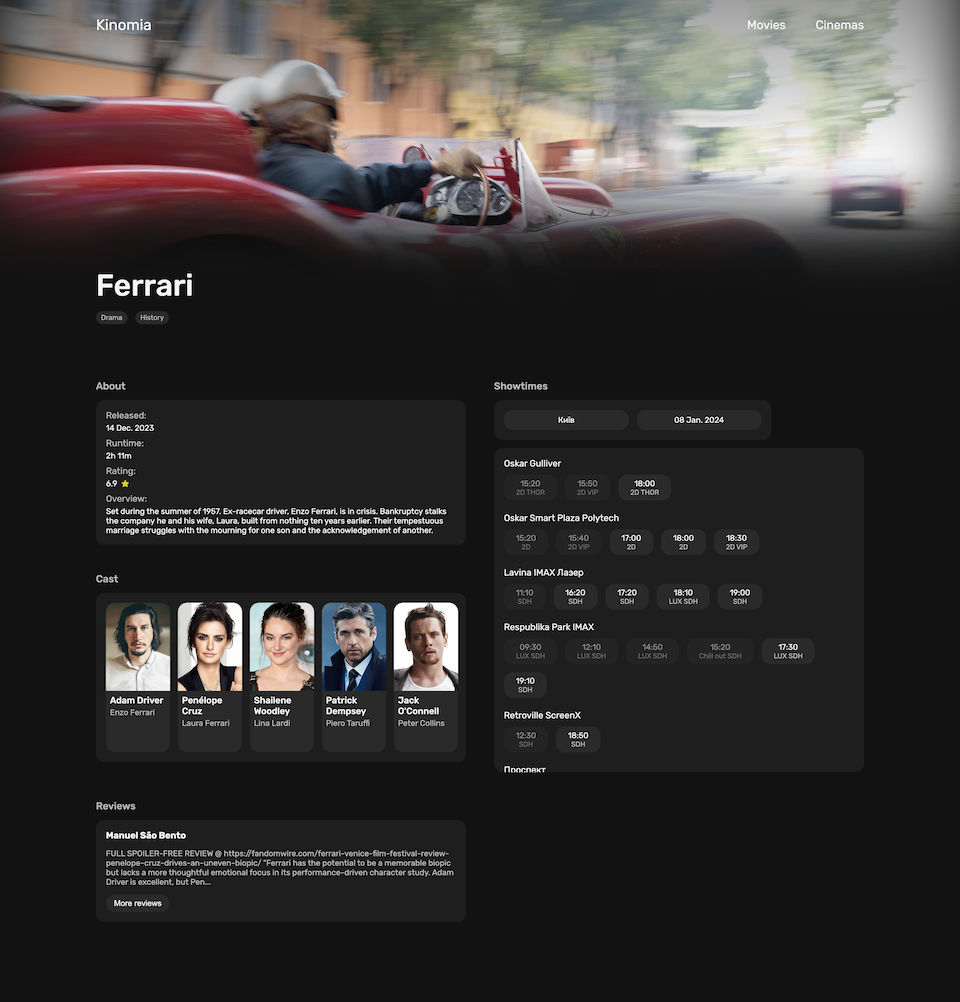 Kinomia
Movies
Cinemas
Ferrari
Drama
History
About
Released:
14 Dec. 2023
Runtime:
2h 11m
Rating:
6.9
Overview:
Set during the summer of 1957. Ex-racecar driver, Enzo Ferrari, is in crisis. Bankruptcy stalks
the company he and his wife, Laura, built from nothing ten years earlier. Their tempestuous
marriage struggles with the mourning for one son and the acknowledgement of another.
Cast
Adam Driver
Enzo Ferrari
Penélope
Cruz
Laura Ferrari
Shailene
Woodley
Lina Lardi
Patrick
Dempsey
Piero Taruffi
Jack
O'Connell
Peter Collins
Reviews
Manuel São Bento
FULL SPOILER-FREE REVIEW @ https://fandomwire.com/ferrari-venice-film-festival-review-
penelope-cruz-drives-an-uneven-biopic/ "Ferrari has the potential to be a memorable biopic
but lacks a more thoughtful emotional focus in its performance-driven character study. Adam
Driver is excellent, but Pen...
More reviews
Showtimes
Київ
08 Jan. 2024
Oskar Gulliver
15:20
2D THOR
15:50
2D VIP
18:00
2D THOR
Oskar Smart Plaza Polytech
15:20
2D
15:40
2D VIP
17:00
2D
18:00
2D
18:30
2D VIP
Lavina IMAX Лазер
11:10
SDH
16:20
SDH
17:20
SDH
18:10
LUX SDH
19:00
SDH
Respublika Park IMAX
09:30
LUX SDH
12:10
LUX SDH
14:50
LUX SDH
15:20
Chill out SDH
17:30
LUX SDH
19:10
SDH
Retroville ScreenX
12:30
SDH
18:50
SDH
Проспект